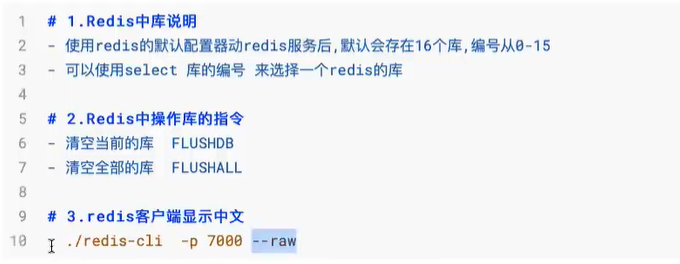 1 # 1.Redis中库说明
2 - 使用redis的默认配置器动redis服务后,默认会存在16个库,编号从0-15
3 - 可以使用select 库的编号 来选择一个redis的库
4
5 # 2.Redis中操作库的指令
6 - 清空当前的库  FLUSHDB
7 - 清空全部的库  FLUSHALL
8
9 # 3.redis客户端显示中文
10 - ./redis-cli  -p 7000 --raw